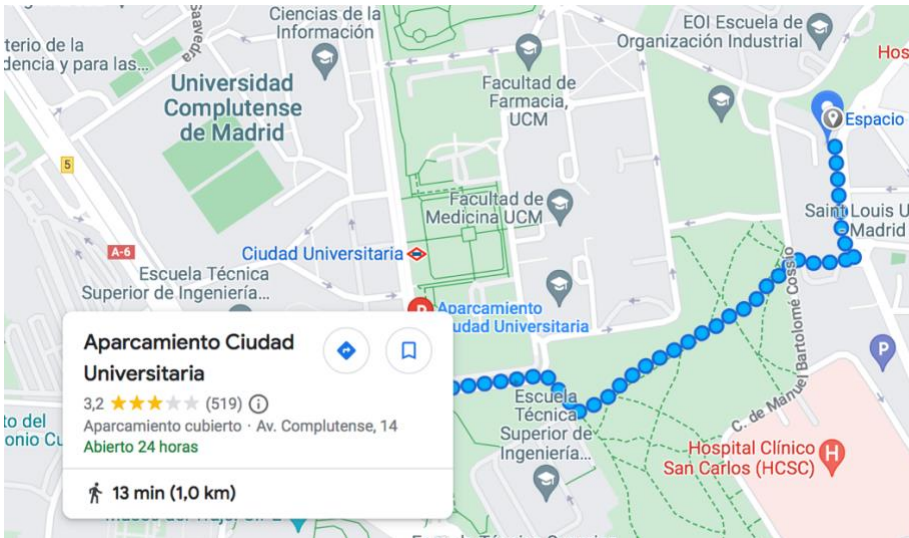 Ciencias de la
Información
Saavedra
terio de la
dencia y para las...
Universidad
Complutense
de Madrid
EOI Escuela de
Organización Industrial
Hos
Facultad de
Farmacia,
UCM
Espacio
5
Facultad de
Medicina UCM
Saint Louis U
Madrid
A-6
Ciudad Universitaria
Escuela Técnica
Superior de Ingeniería...
Aparcamiento
udad Universitaria
C. de Manuel Bartolomé Cossío
P
Aparcamiento Ciudad
Universitaria
3,2 (519)
Aparcamiento cubierto · Av. Complutense, 14
Abierto 24 horas
13 min (1,0 km)
to del
onio Cu
Escuela
Técnica
Superior de
Ingeniería...
Hospital Clínico
San Carlos (HCSC)
H